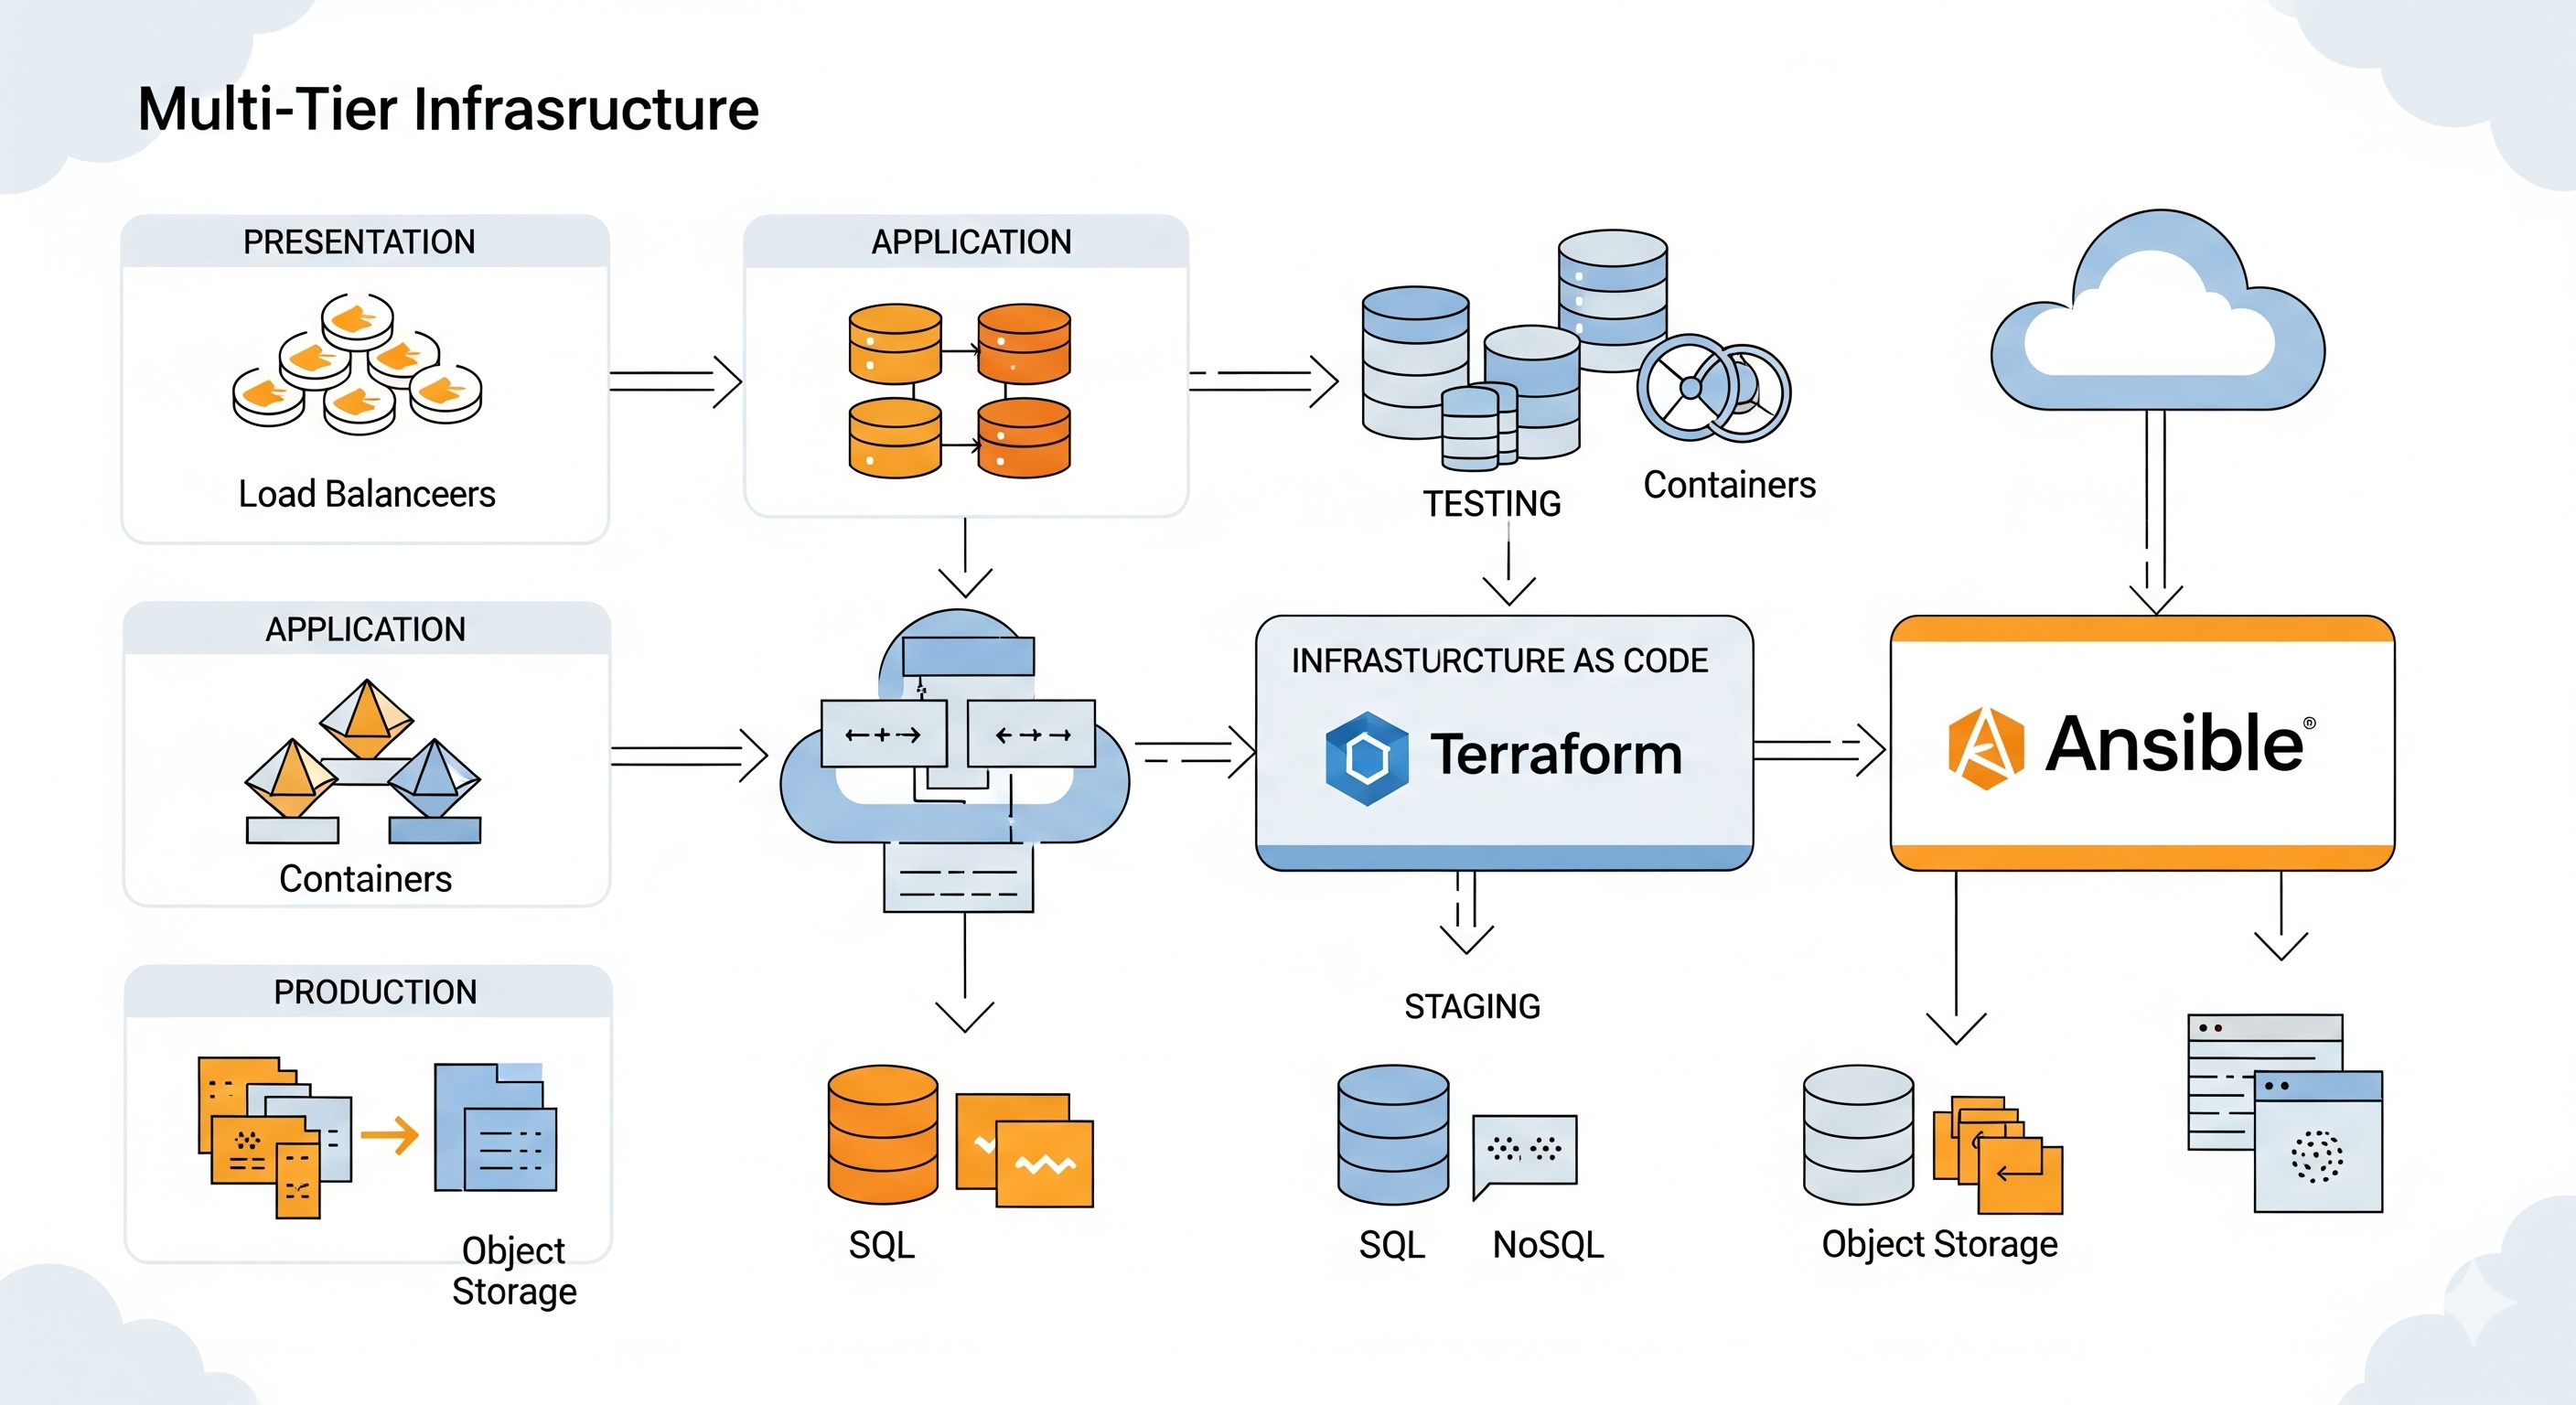 Multi-Tier Infrasructure
PRESENTATION
Load Balanceers
APPLICATION
TESTING
Containers
APPLICATION
Containers
INFRASTURCTURE AS CODE
Terraform
Ansible®
PRODUCTION
Object
Storage
SQL
STAGING
SQL
NoSQL
Object Storage